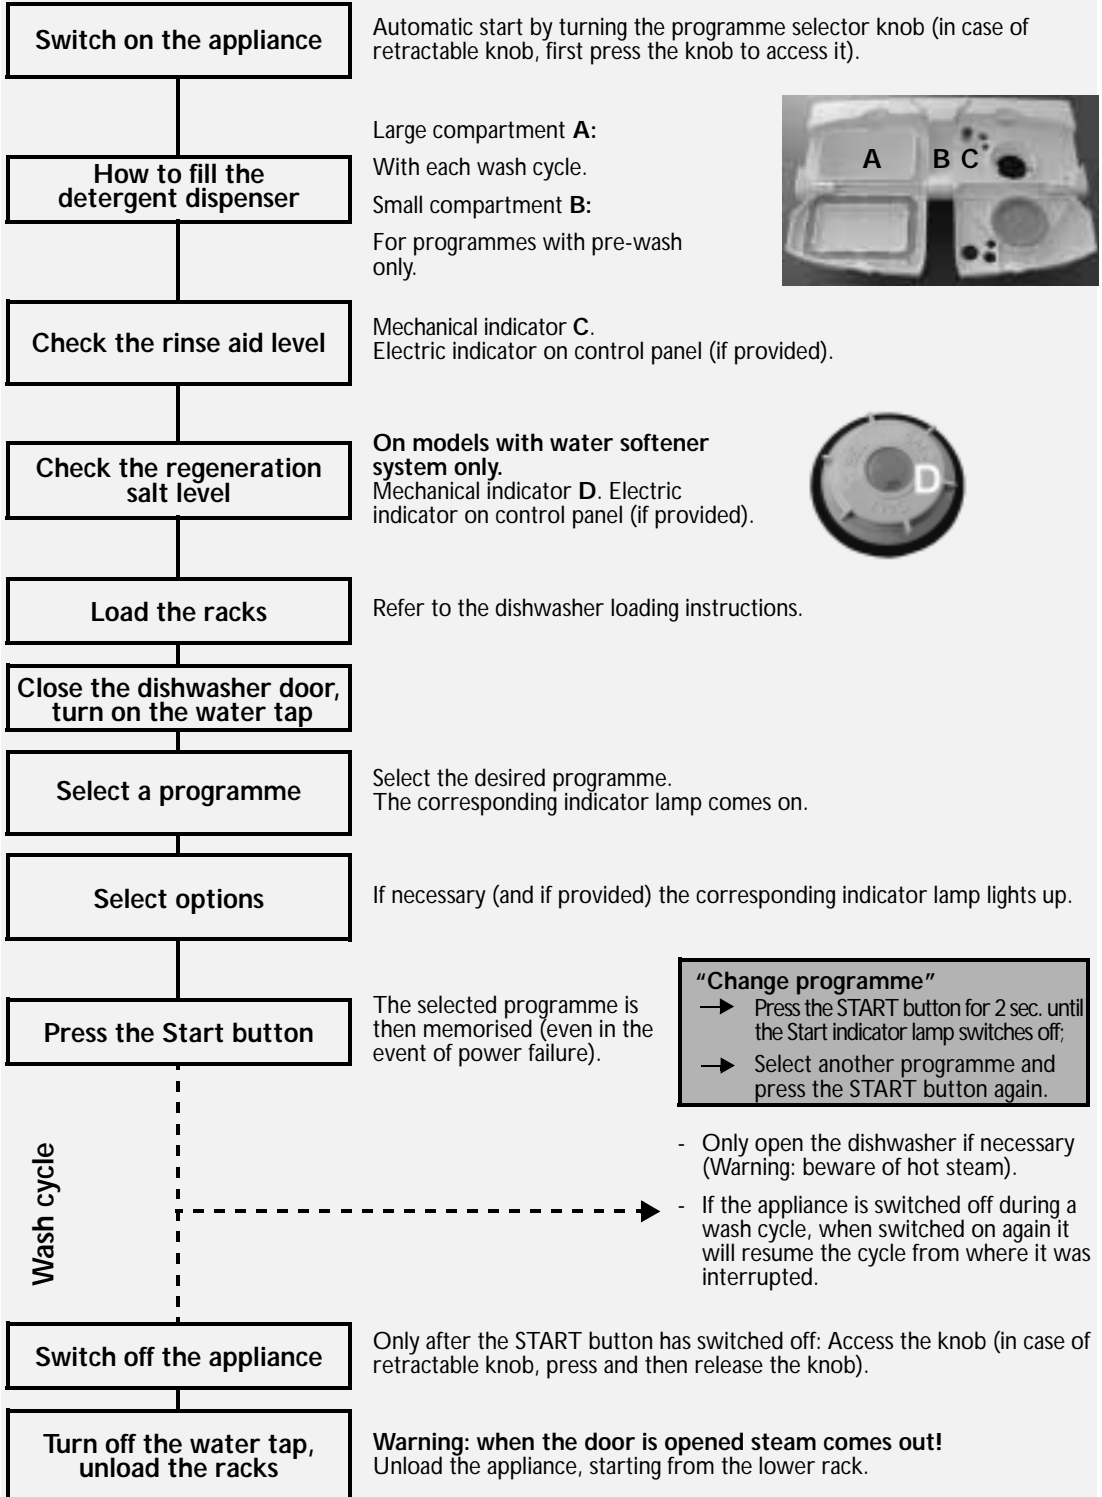 Switch on the appliance
Automatic start by turning the programme selector knob (in case of
retractable knob, first press the knob to access it).
How to fill the
detergent dispenser
Large compartment A:
With each wash cycle.
Small compartment B:
For programmes with pre-wash
only.
A B C
Check the rinse aid level
Mechanical indicator C.
Electric indicator on control panel (if provided).
Check the regeneration
salt level
On models with water softener
system only.
Mechanical indicator D. Electric
indicator on control panel (if provided).
D
Load the racks
Refer to the dishwasher loading instructions.
Close the dishwasher door,
turn on the water tap
Select a programme
Select the desired programme.
The corresponding indicator lamp comes on.
Select options
If necessary (and if provided) the corresponding indicator lamp lights up.
Press the Start button
The selected programme is
then memorised (even in the
event of power failure).
“Change programme”
Press the START button for 2 sec. until
the Start indicator lamp switches off;
Select another programme and
press the START button again.
Wash cycle
- Only open the dishwasher if necessary
(Warning: beware of hot steam).
- If the appliance is switched off during a
wash cycle, when switched on again it
will resume the cycle from where it was
interrupted.
Switch off the appliance
Only after the START button has switched off: Access the knob (in case of
retractable knob, press and then release the knob).
Turn off the water tap,
unload the racks
Warning: when the door is opened steam comes out!
Unload the appliance, starting from the lower rack.